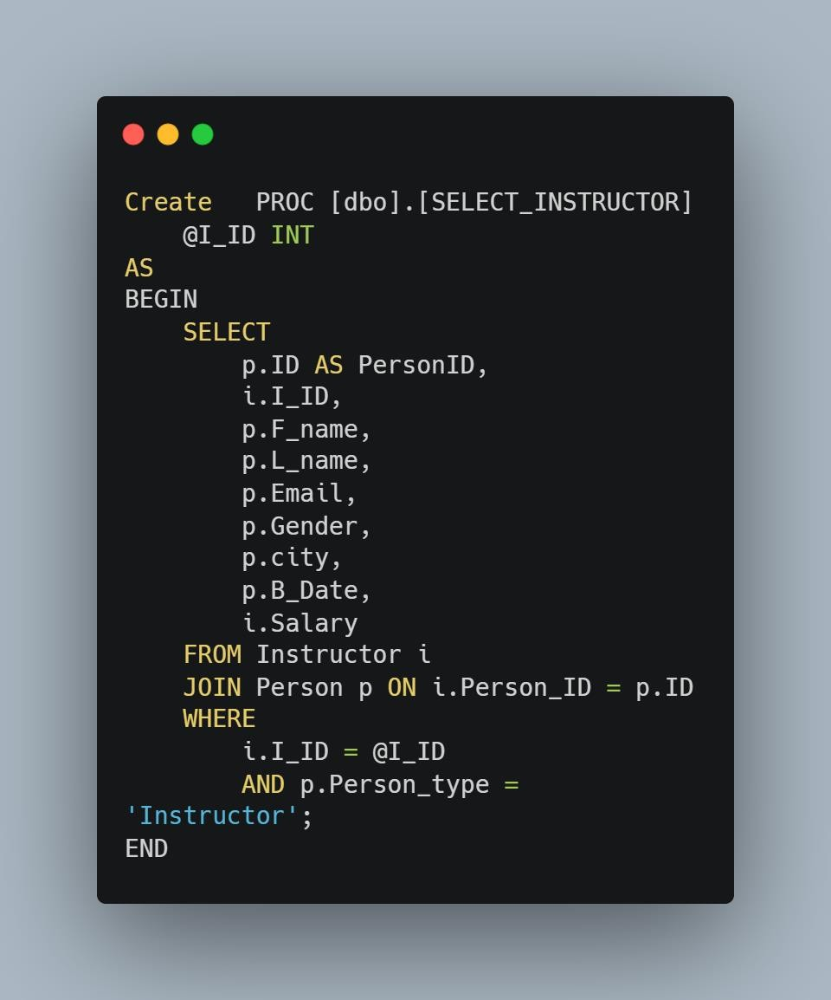 Create   PROC [dbo].[SELECT_INSTRUCTOR]
    @I_ID INT
AS
BEGIN
    SELECT
        p.ID AS PersonID,
        i.I_ID,
        p.F_name,
        p.L_name,
        p.Email,
        p.Gender,
        p.city,
        p.B_Date,
        i.Salary
    FROM Instructor i
    JOIN Person p ON i.Person_ID = p.ID
    WHERE
        i.I_ID = @I_ID
        AND p.Person_type =
'Instructor';
END